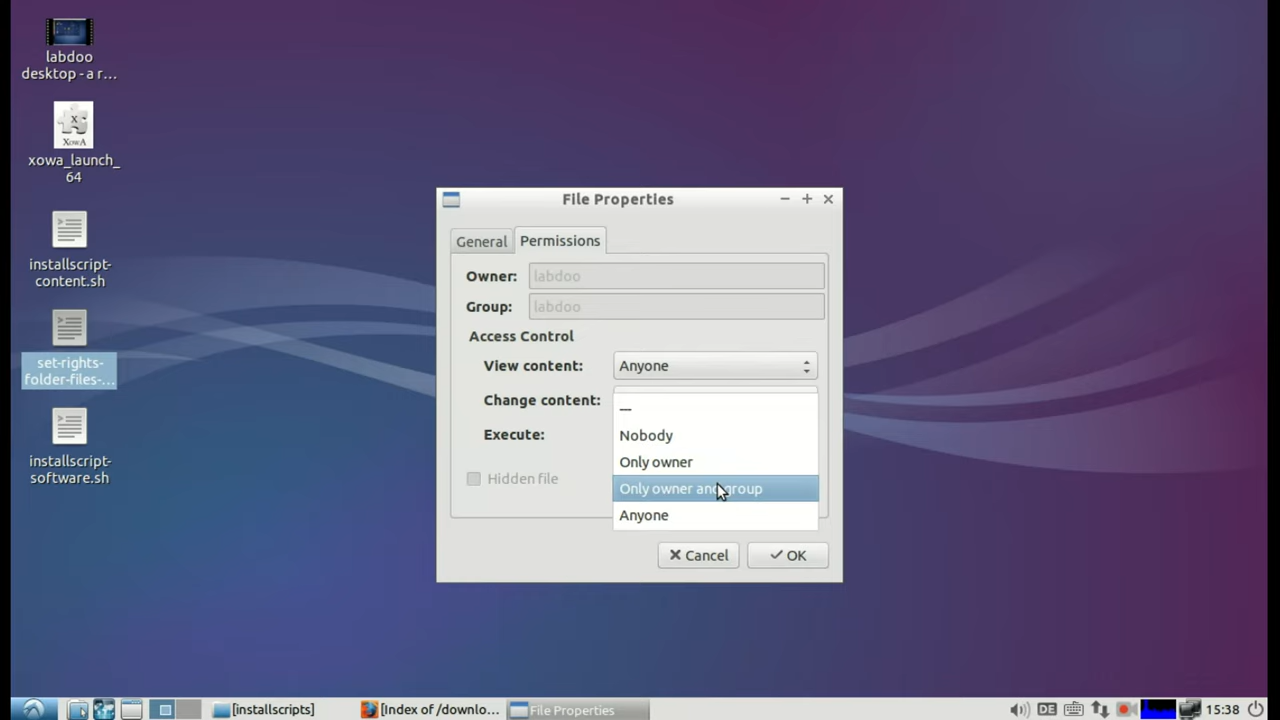 labdoo
desktop - a r...
X
XOWA
xowa_launch_
64
installscript-
content.sh
set-rights-
folder-files-...
installscript-
software.sh
File Properties
General
Permissions
Owner: labdoo
Group: labdoo
Access Control
View content: Anyone
Change content:
---
Execute:
Nobody
Only owner
Only owner and group
Anyone
Hidden file
Cancel
OK
[installscripts]
[Index of /downlo...
File Properties
DE
15:38